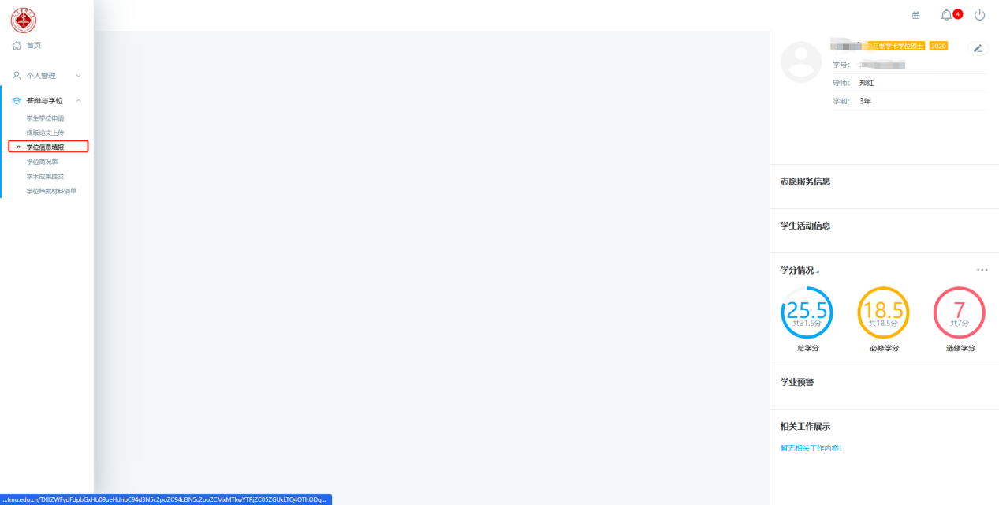 首页
个人管理
答辩与学位
学生学位申请
终版论文上传
学位信息填报
学位简况表
学术成果提交
学位档案材料清单
4
日制学术学位硕士 2020
学号:
导师: 郑红
学制: 3年
志愿服务信息
学生活动信息
学分情况
25.5
共31.5分
总学分
18.5
共18.5分
必修学分
7
共7分
选修学分
学业预警
相关工作展示
暂无相关工作内容!